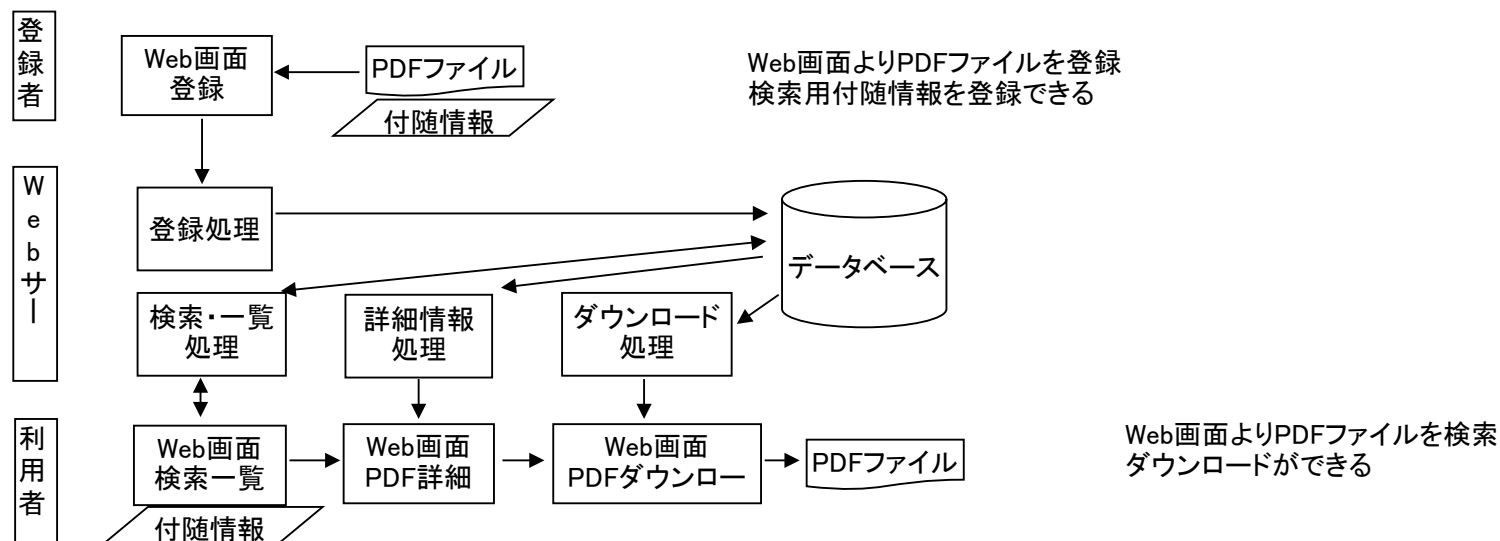 登録者
Web画面
登録
PDFファイル
付随情報
Web画面よりPDFファイルを登録
検索用付随情報を登録できる
Webサー
登録処理
データベース
検索・一覧
処理
詳細情報
処理
ダウンロード
処理
利用者
Web画面
検索一覧
付随情報
Web画面
PDF詳細
Web画面
PDFダウンロー
PDFファイル
Web画面よりPDFファイルを検索
ダウンロードができる